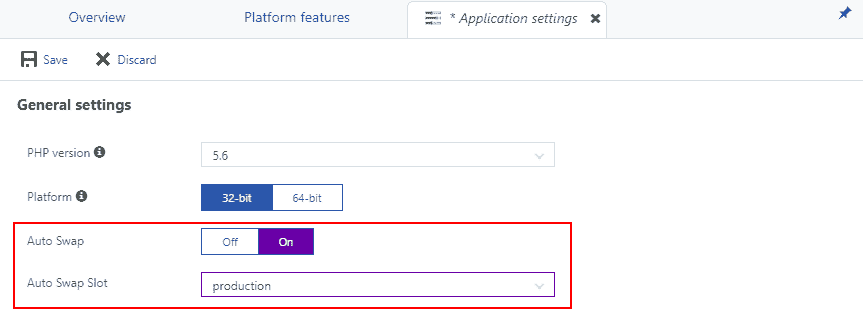 Overview Platform features * Application settings
Save Discard
General settings
PHP version 5.6
Platform 32-bit 64-bit
Auto Swap Off On
Auto Swap Slot production